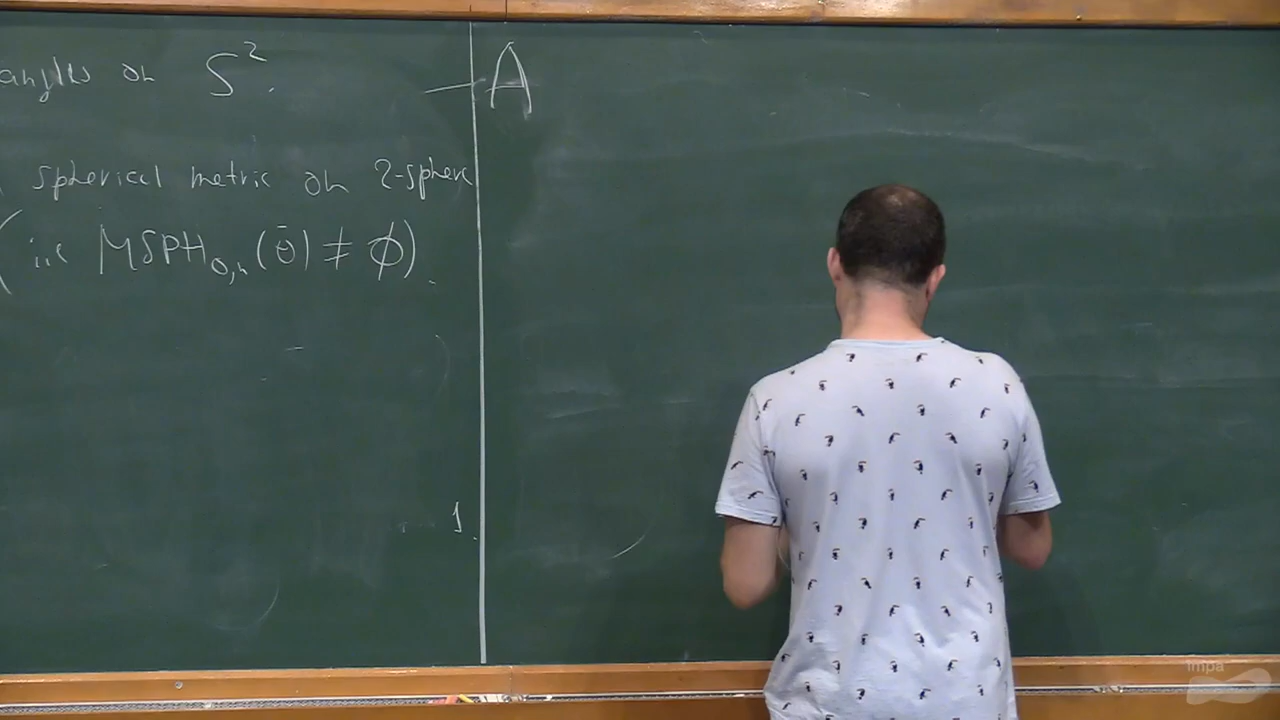 angles on S².
spherical metric on 2-sphere
(i.e MSPH₀,ₙ(θ̄) ≠ ∅).
A
1
impa